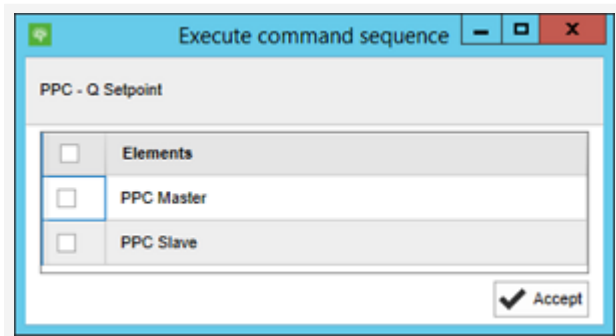 Execute command sequence
PPC - Q Setpoint
Elements
PPC Master
PPC Slave
Accept